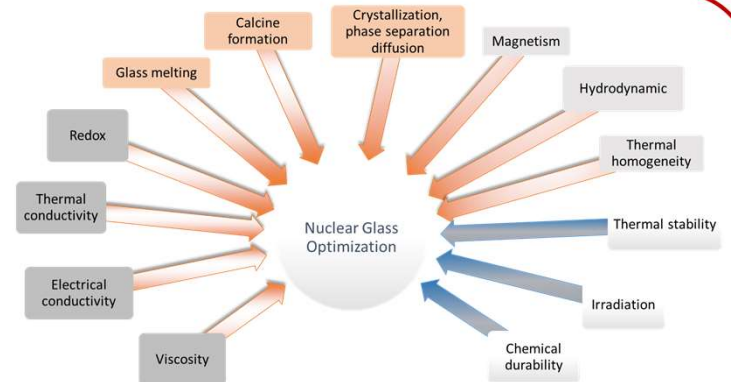 Calcine
formation
Crystallization,
phase separation
diffusion
Magnetism
Glass melting
Hydrodynamic
Redox
Thermal
homogeneity
Thermal
conductivity
Nuclear Glass
Optimization
Thermal stability
Electrical
conductivity
Irradiation
Viscosity
Chemical
durability